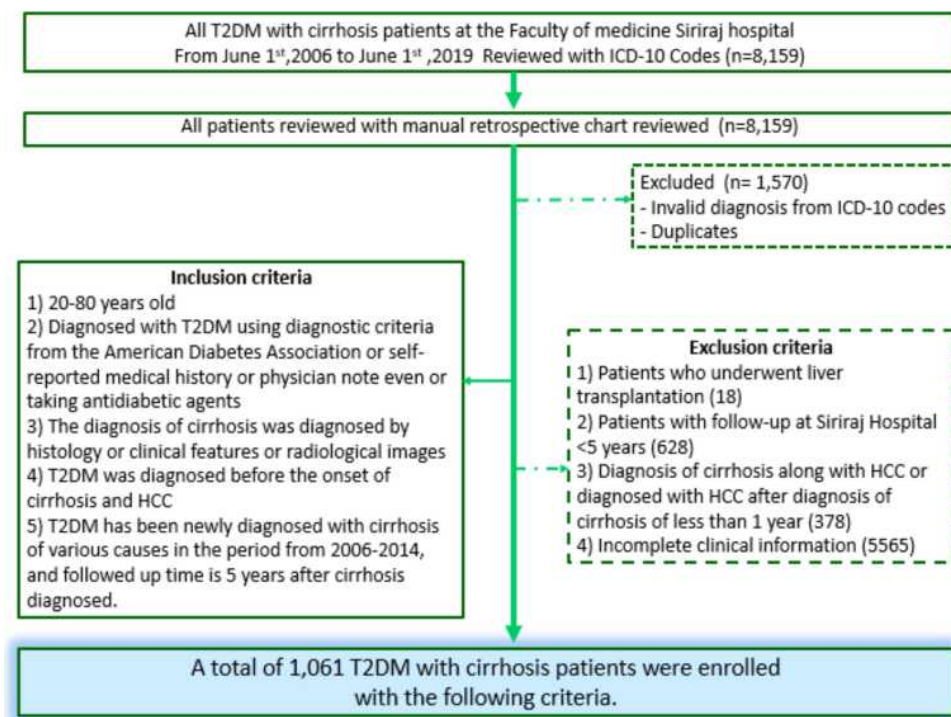 All T2DM with cirrhosis patients at the Faculty of medicine Siriraj hospital
From June 1st,2006 to June 1st ,2019 Reviewed with ICD-10 Codes (n=8,159)
All patients reviewed with manual retrospective chart reviewed (n=8,159)
Excluded (n= 1,570)
- Invalid diagnosis from ICD-10 codes
- Duplicates
Inclusion criteria
1) 20-80 years old
2) Diagnosed with T2DM using diagnostic criteria
from the American Diabetes Association or self-
reported medical history or physician note even or
taking antidiabetic agents
3) The diagnosis of cirrhosis was diagnosed by
histology or clinical features or radiological images
4) T2DM was diagnosed before the onset of
cirrhosis and HCC
5) T2DM has been newly diagnosed with cirrhosis
of various causes in the period from 2006-2014,
and followed up time is 5 years after cirrhosis
diagnosed.
Exclusion criteria
1) Patients who underwent liver
transplantation (18)
2) Patients with follow-up at Siriraj Hospital
<5 years (628)
3) Diagnosis of cirrhosis along with HCC or
diagnosed with HCC after diagnosis of
cirrhosis of less than 1 year (378)
4) Incomplete clinical information (5565)
A total of 1,061 T2DM with cirrhosis patients were enrolled
with the following criteria.